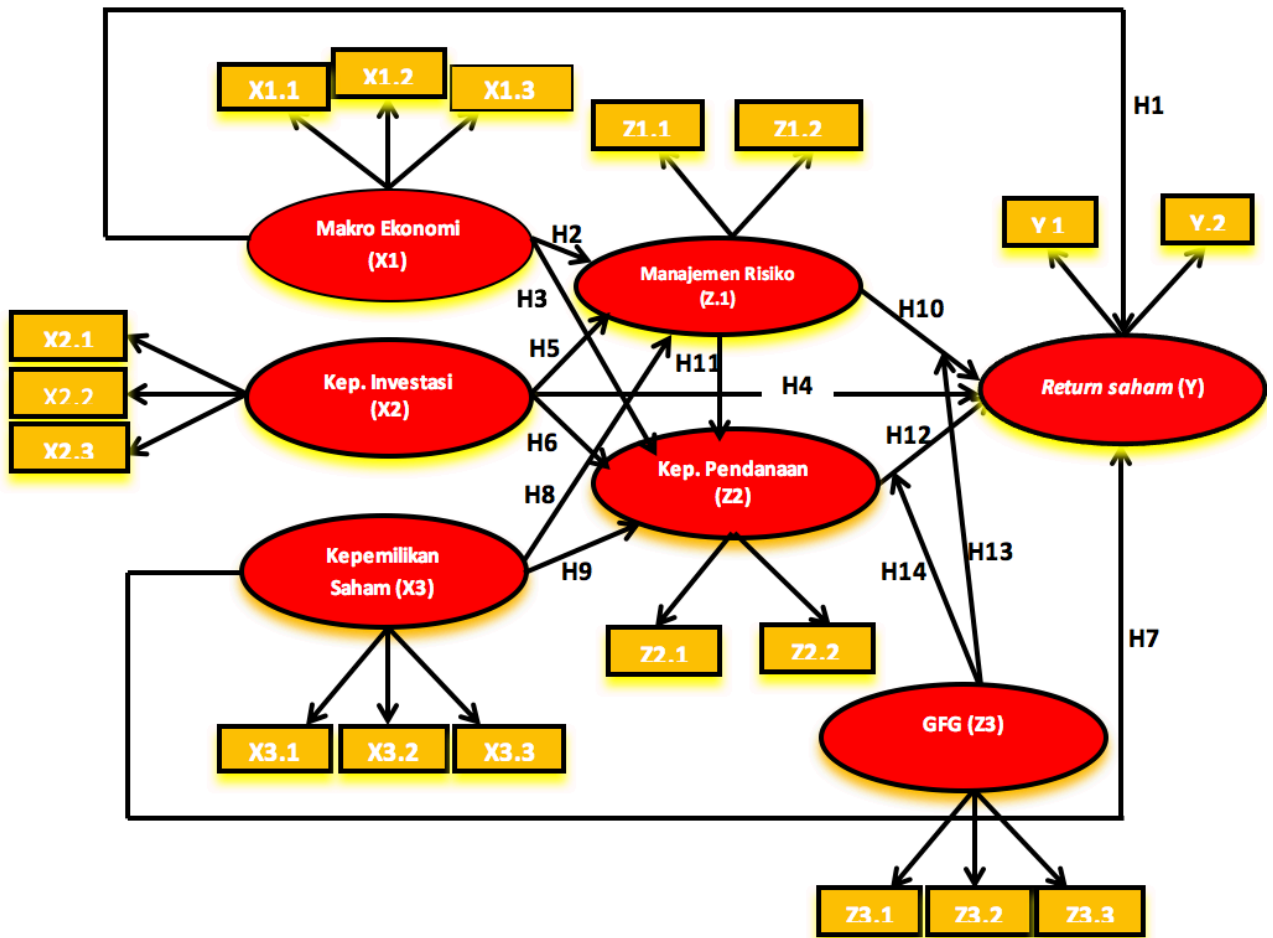 X1.1
X1.2
X1.3
Z1.1
Z1.2
H1
Y.1
Y.2
Makro Ekonomi
(X1)
H2
Manajemen Risiko
(Z.1)
H3
H10
X2.1
X2.2
X2.3
Kep. Investasi
(X2)
H5
H11
H4
Return saham (Y)
H6
H12
Kep. Pendanaan
(Z2)
H8
Kepemilikan
Saham (X3)
H9
H14
H13
Z2.1
Z2.2
H7
X3.1
X3.2
X3.3
GFG (Z3)
Z3.1
Z3.2
Z3.3